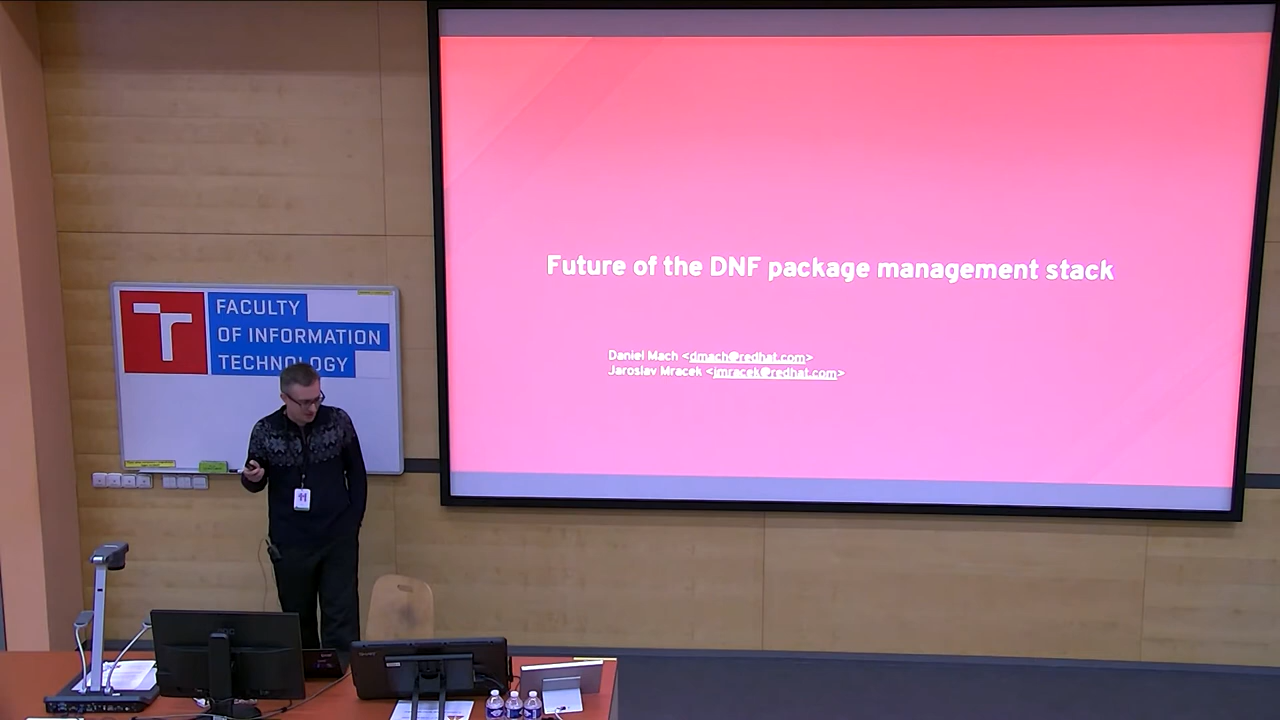 Future of the DNF package management stack
Daniel Mach <dmach@redhat.com>
Jaroslav Mracek <jmracek@redhat.com>
FACULTY
OF INFORMATION
TECHNOLOGY